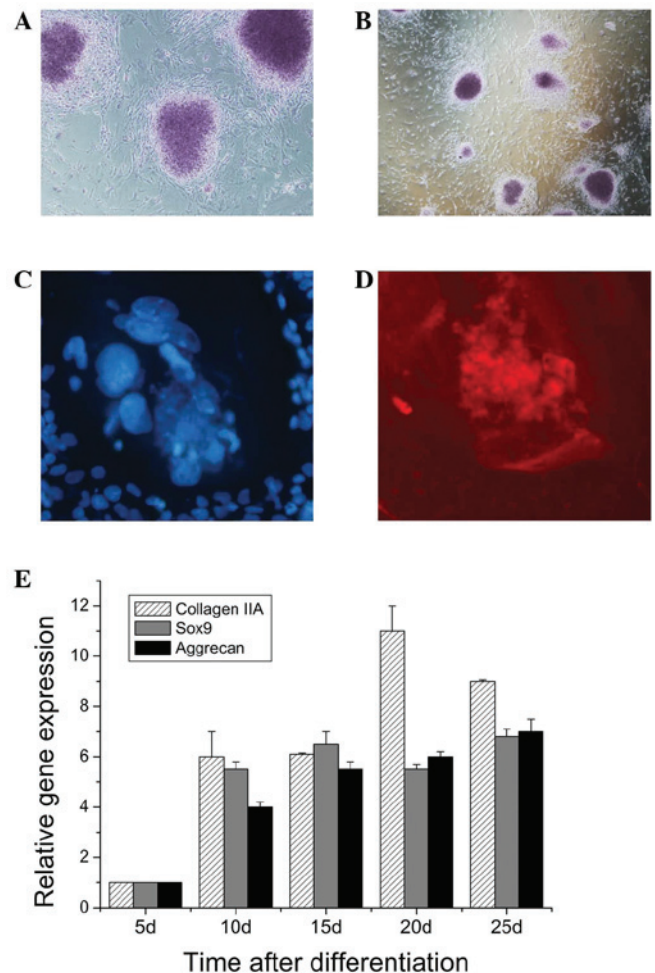 A
B
C
D
E
Relative gene expression
12
10
8
6
4
2
0
Collagen IIA
Sox9
Aggrecan
5d 10d 15d 20d 25d
Time after differentiation